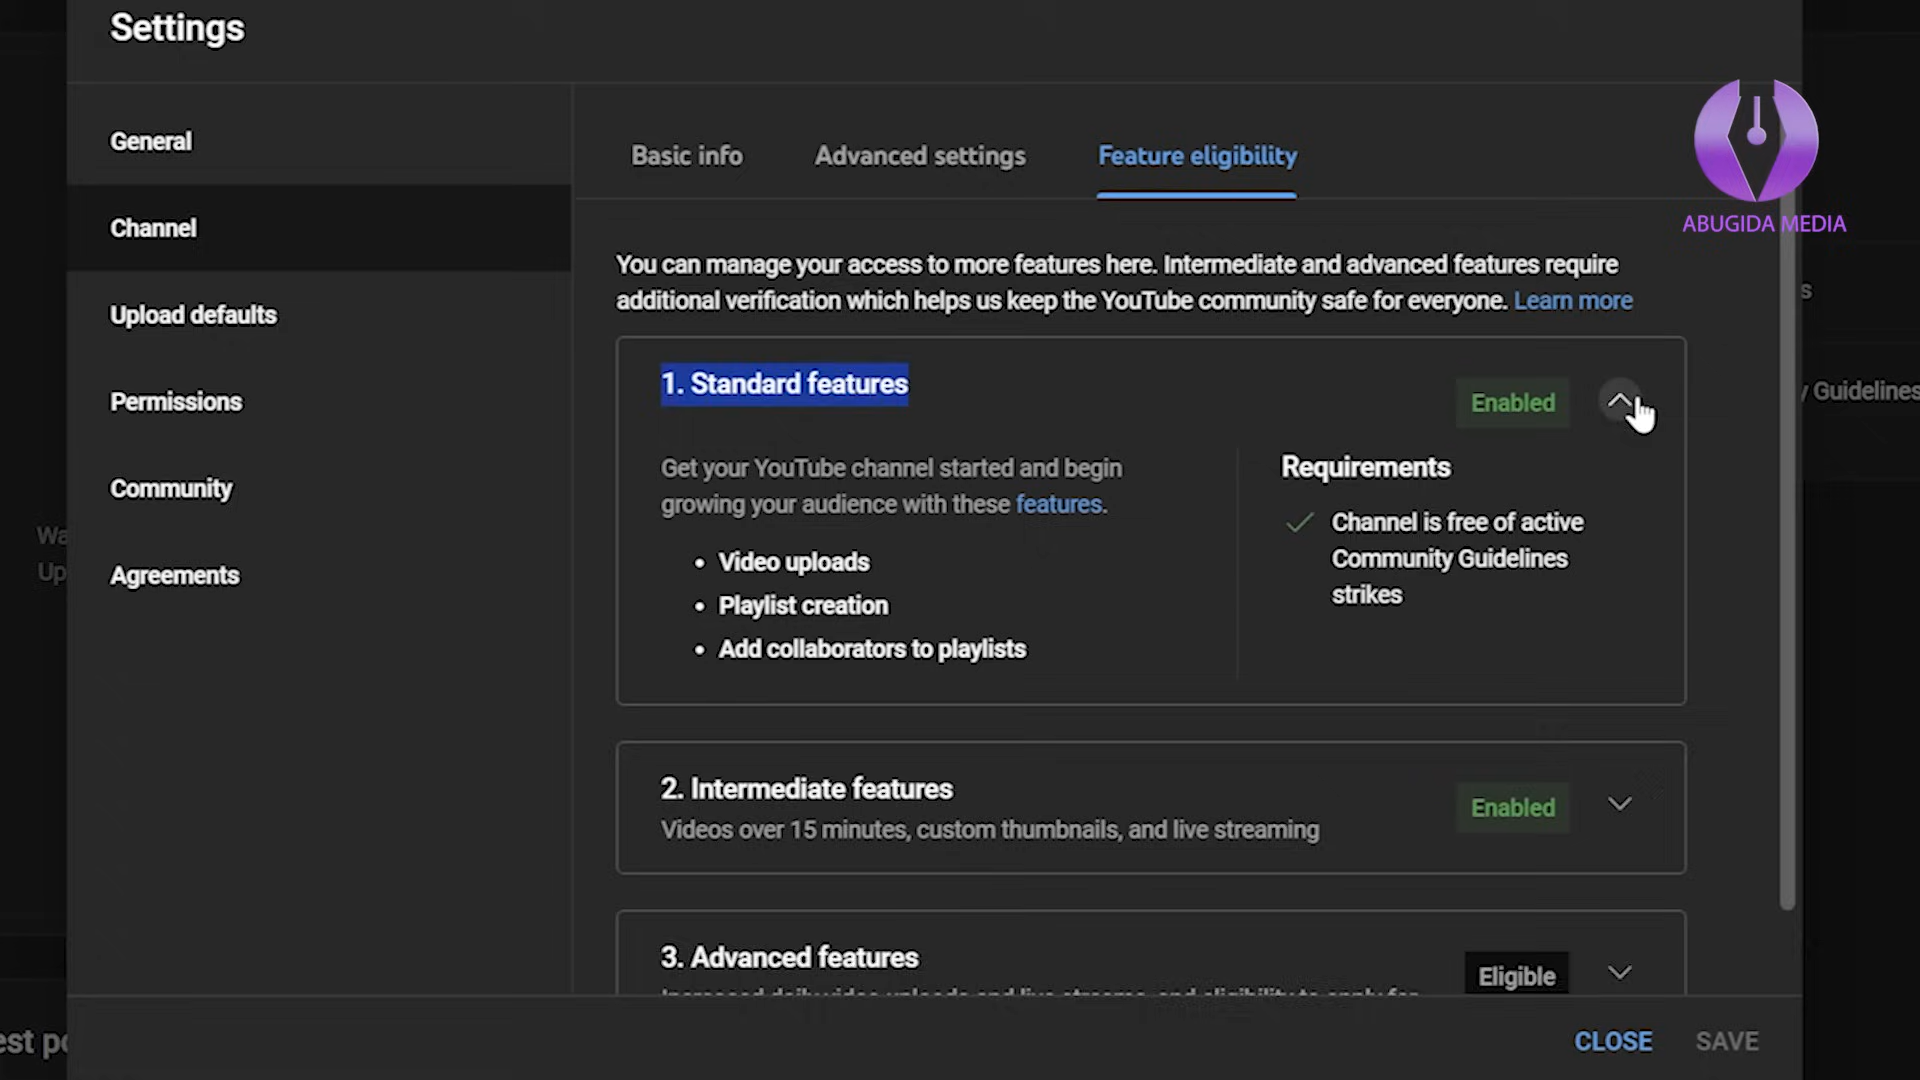 Settings
General
Channel
Upload defaults
Permissions
Community
Agreements
Basic info
Advanced settings
Feature eligibility
ABUGIDA MEDIA
You can manage your access to more features here. Intermediate and advanced features require
additional verification which helps us keep the YouTube community safe for everyone. Learn more
1. Standard features
Enabled
Get your YouTube channel started and begin
growing your audience with these features.
• Video uploads
• Playlist creation
• Add collaborators to playlists
Requirements
Channel is free of active
Community Guidelines
strikes
2. Intermediate features
Videos over 15 minutes, custom thumbnails, and live streaming
Enabled
3. Advanced features
Eligible
Guidelines
CLOSE
SAVE